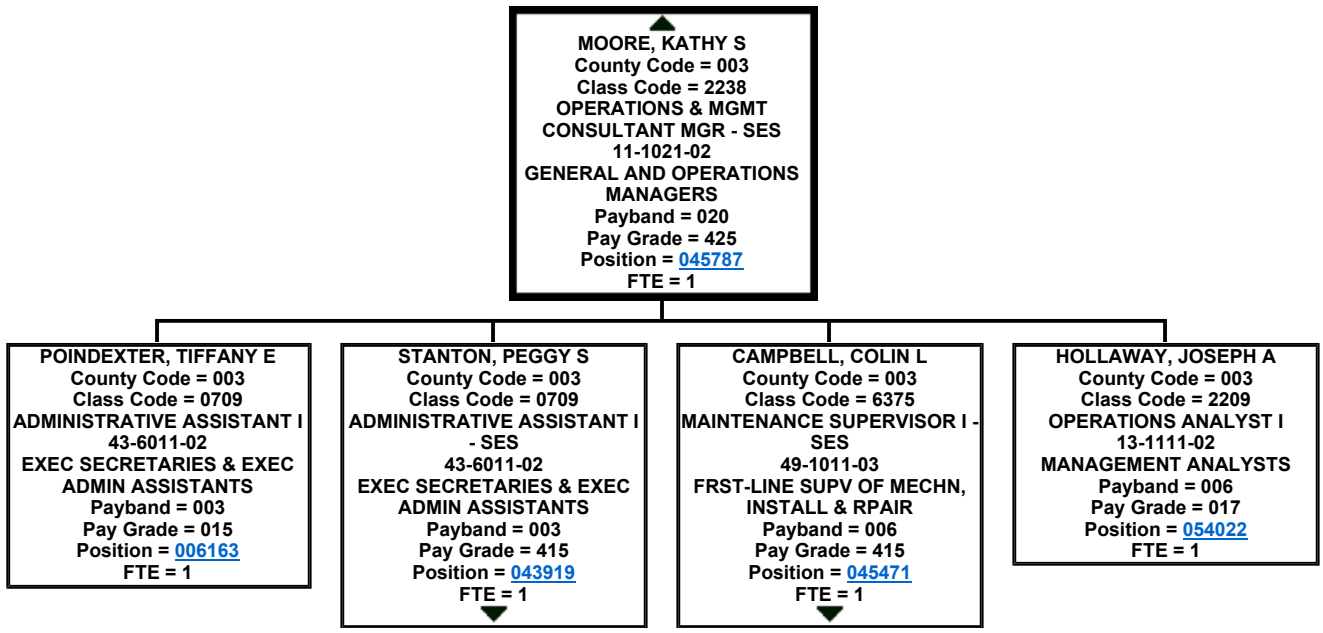 MOORE, KATHY S
County Code = 003
Class Code = 2238
OPERATIONS & MGMT
CONSULTANT MGR - SES
11-1021-02
GENERAL AND OPERATIONS
MANAGERS
Payband = 020
Pay Grade = 425
Position = 045787
FTE = 1
POINDEXTER, TIFFANY E
County Code = 003
Class Code = 0709
ADMINISTRATIVE ASSISTANT I
43-6011-02
EXEC SECRETARIES & EXEC
ADMIN ASSISTANTS
Payband = 003
Pay Grade = 015
Position = 006163
FTE = 1
STANTON, PEGGY S
County Code = 003
Class Code = 0709
ADMINISTRATIVE ASSISTANT I
- SES
43-6011-02
EXEC SECRETARIES & EXEC
ADMIN ASSISTANTS
Payband = 003
Pay Grade = 415
Position = 043919
FTE = 1
CAMPBELL, COLIN L
County Code = 003
Class Code = 6375
MAINTENANCE SUPERVISOR I -
SES
49-1011-03
FRST-LINE SUPV OF MECHN,
INSTALL & RPAIR
Payband = 006
Pay Grade = 415
Position = 045471
FTE = 1
HOLLAWAY, JOSEPH A
County Code = 003
Class Code = 2209
OPERATIONS ANALYST I
13-1111-02
MANAGEMENT ANALYSTS
Payband = 006
Pay Grade = 017
Position = 054022
FTE = 1